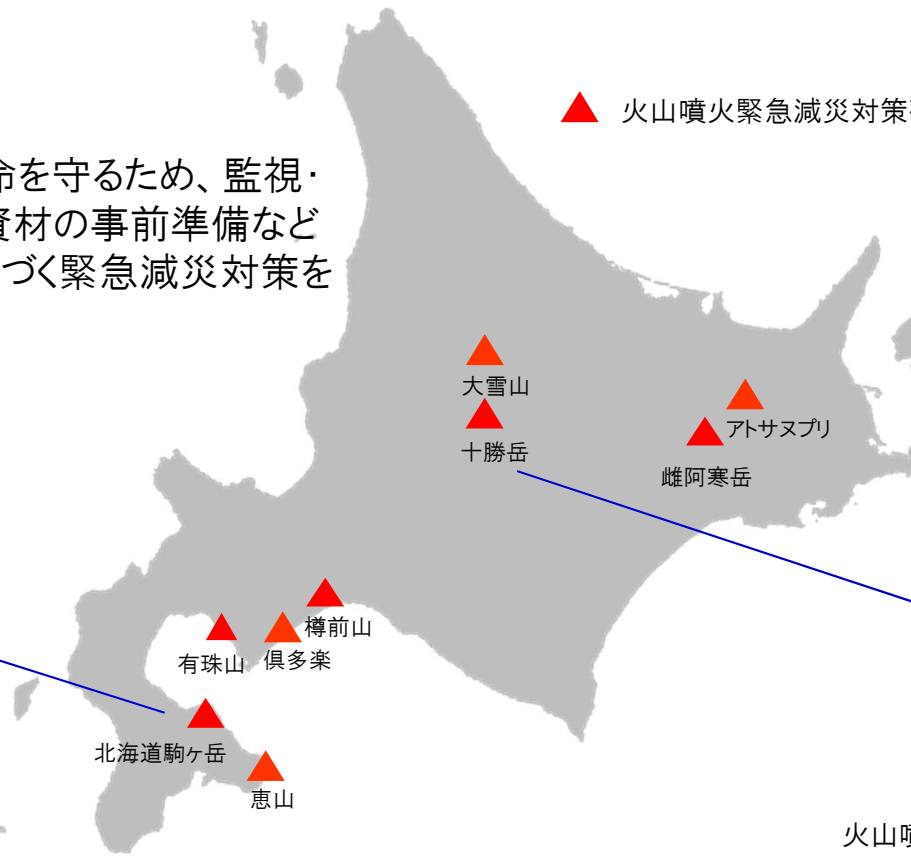 火山噴火緊急減災対策
命を守るため、監視・
資材の事前準備など
づく緊急減災対策を
大雪山
十勝岳
アトサヌプリ
雌阿寒岳
樽前山
有珠山
倶多楽
北海道駒ヶ岳
恵山
火山噴